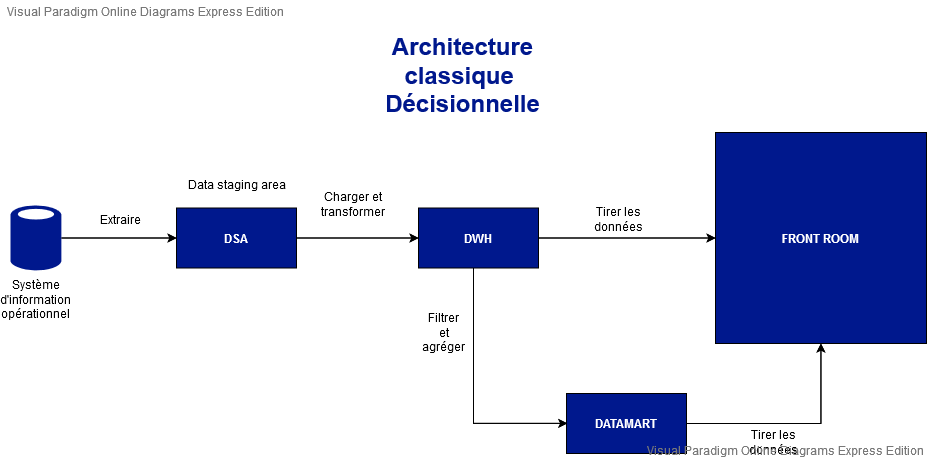 Visual Paradigm Online Diagrams Express Edition
Architecture
classique
Décisionnelle
Data staging area
Charger et
transformer
Tirer les
données
Extraire
DSA
DWH
FRONT ROOM
Système
d'information
opérationnel
Filtrer
et
agréger
DATAMART
Tirer les
données
Visual Paradigm Online Diagrams Express Edition